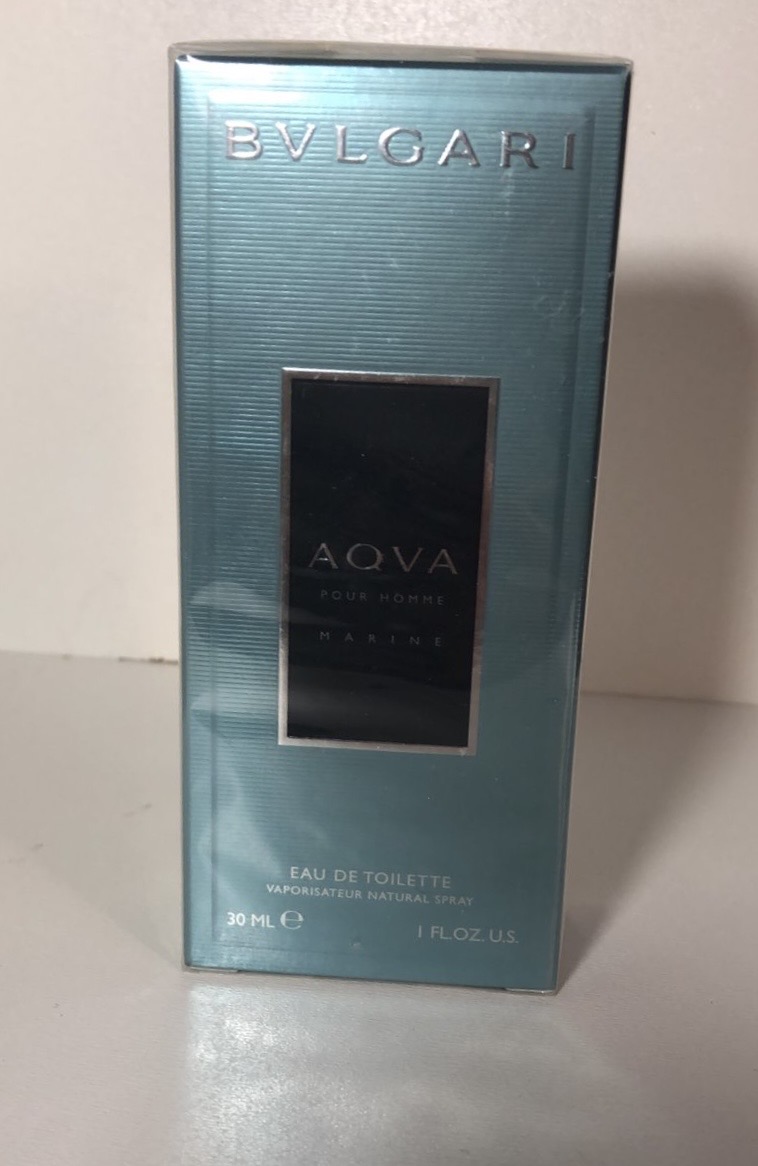 BVLGARI
AQVA
POUR HOMME
MARINE
EAU DE TOILETTE
VAPORISATEUR NATURAL SPRAY
30 ML ℮
1 FL.OZ. U.S.